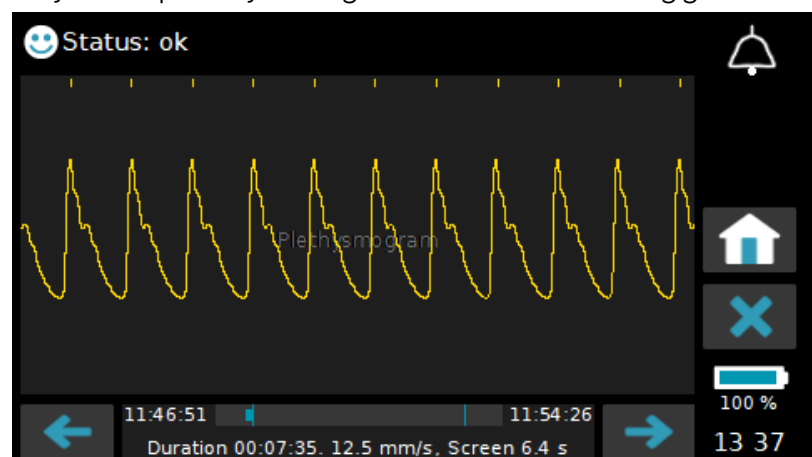 Status: ok
Plethysmogram
11:46:51
11:54:26
Duration 00:07:35. 12.5 mm/s, Screen 6.4 s
100 %
13 37